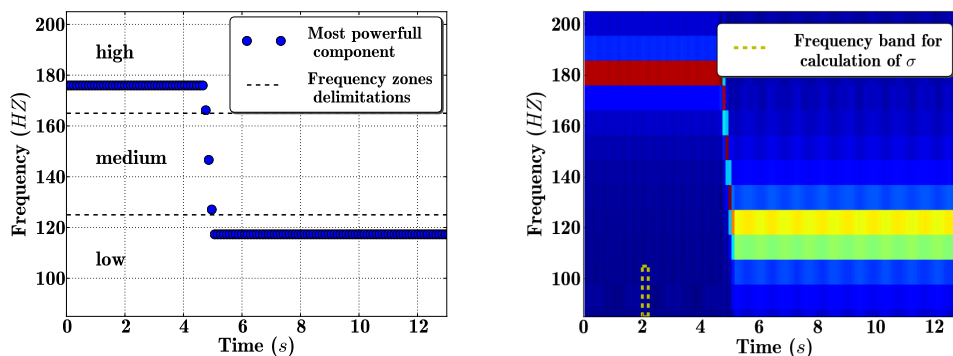 200
180
160
140
120
100
Frequency (HZ)
high
medium
low
Most powerfull
component
Frequency zones
delimitations
0 2 4 6 8 10 12
Time (s)
200
180
160
140
120
100
Frequency (HZ)
Frequency band for
calculation of σ
0 2 4 6 8 10 12
Time (s)